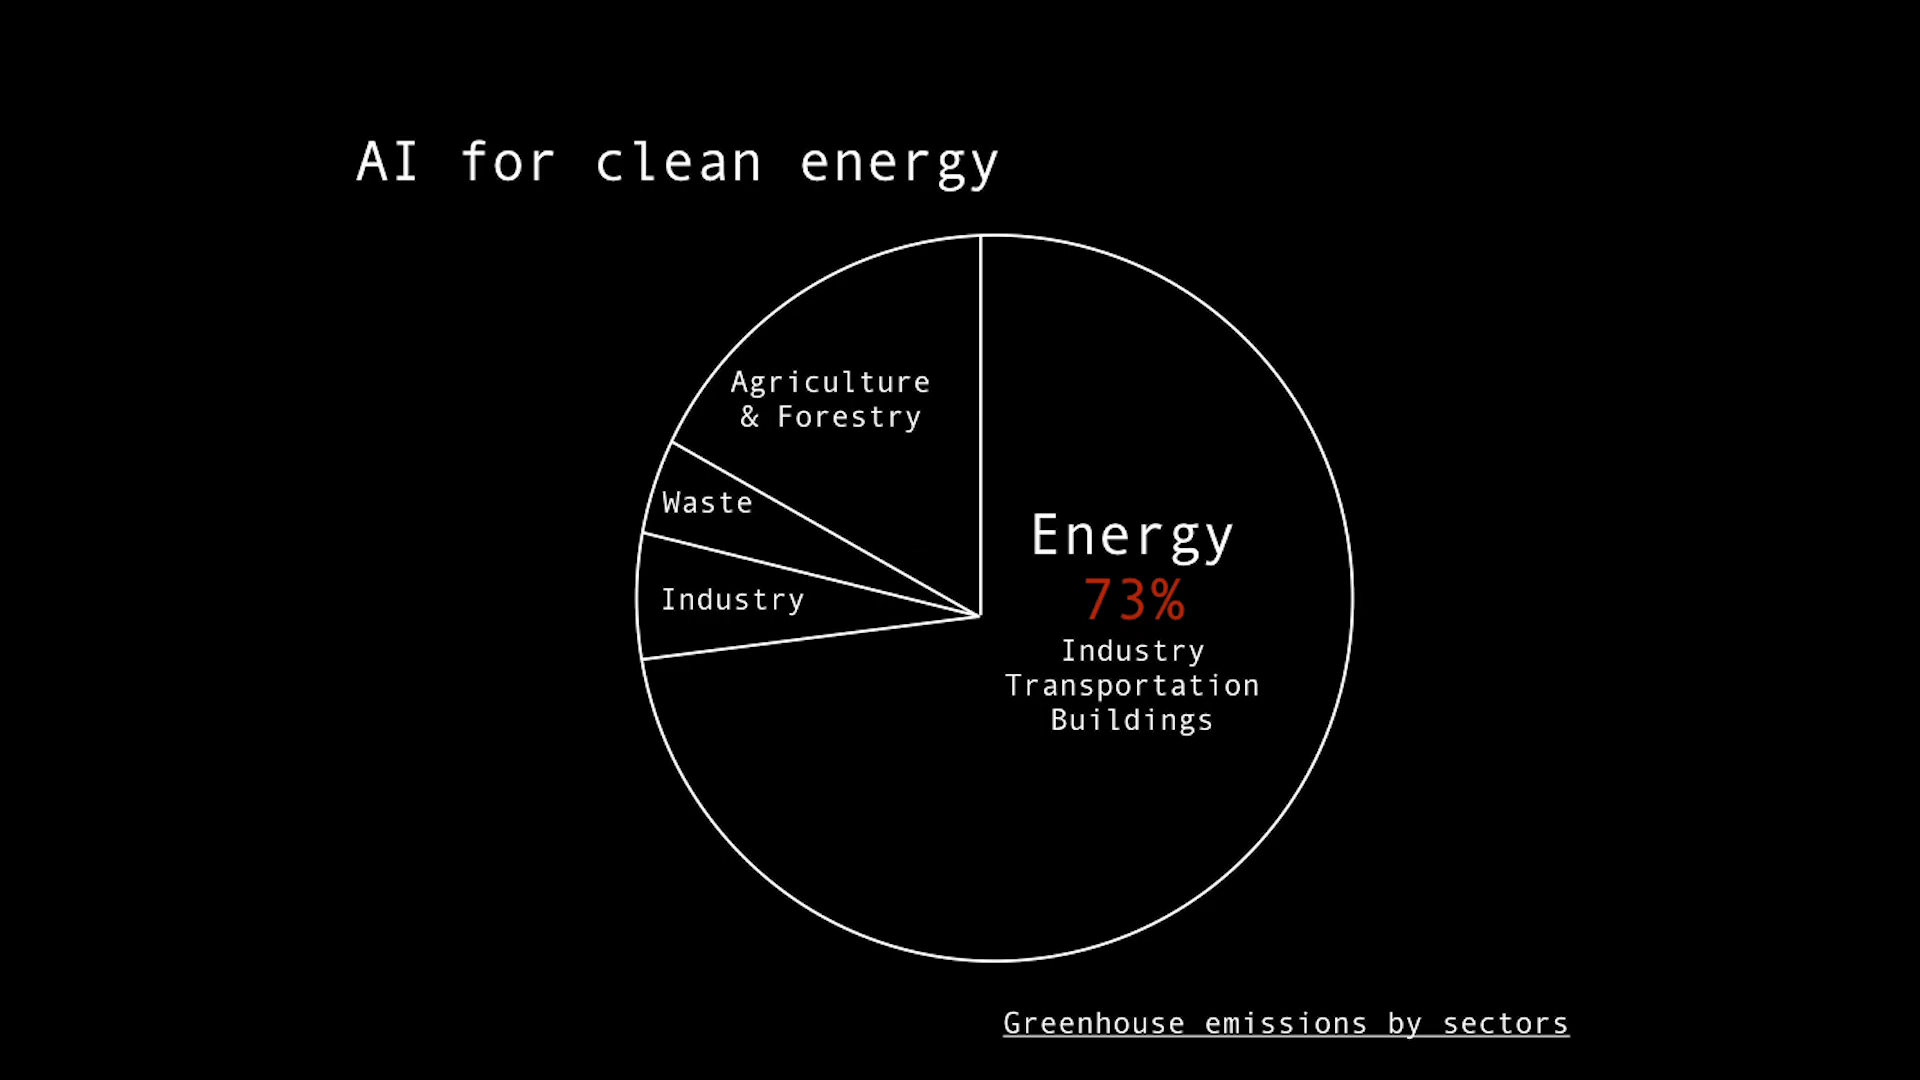 AI for clean energy
Agriculture
& Forestry
Waste
Industry
Energy
73%
Industry
Transportation
Buildings
Greenhouse emissions by sectors